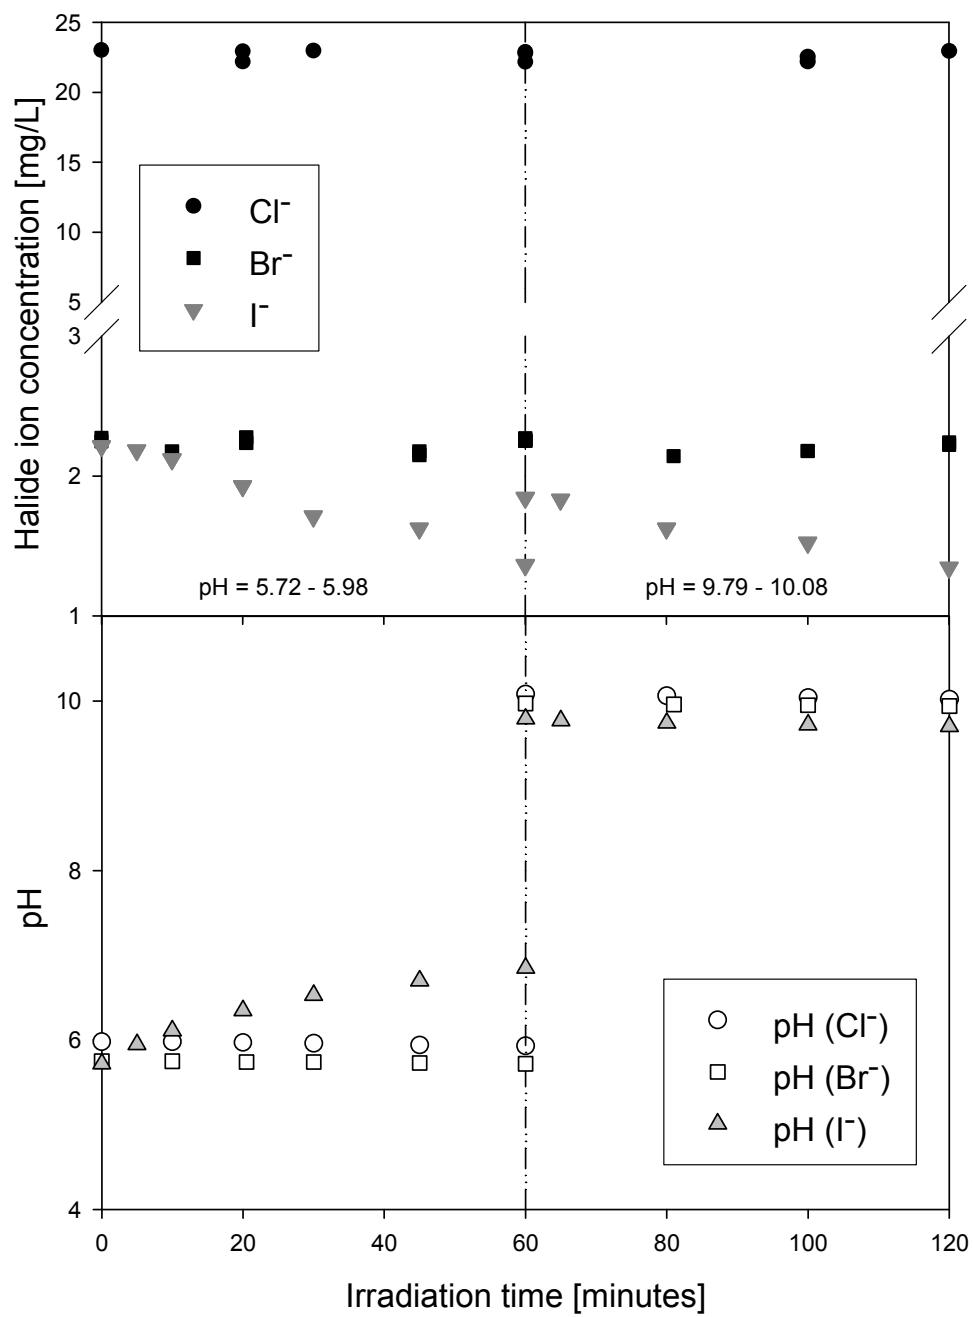 Halide ion concentration [mg/L]
25
20
15
10
5
3
2
1
Cl⁻
Br⁻
I⁻
pH = 5.72 - 5.98
pH = 9.79 - 10.08
pH
10
8
6
4
pH (Cl⁻)
pH (Br⁻)
pH (I⁻)
0 20 40 60 80 100 120
Irradiation time [minutes]